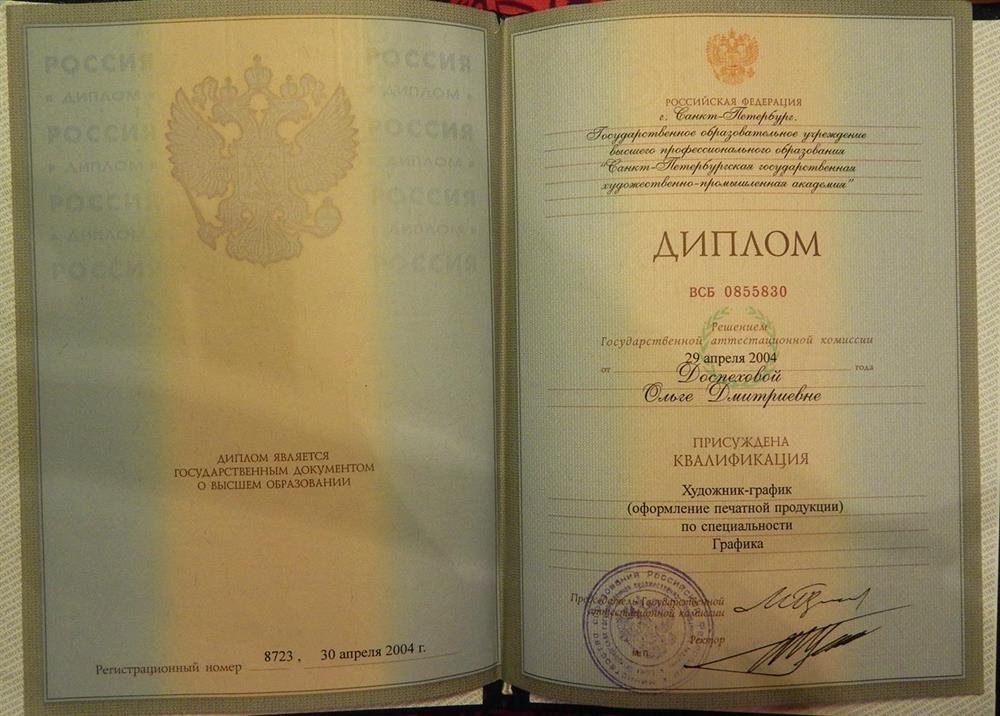 РОССИЯ РОССИЯ
« ДИПЛОМ » « ДИПЛОМ »
РОССИЯ РОССИЯ
« ДИПЛОМ » « ДИПЛОМ »
РОССИЯ РОССИЯ
« ДИПЛОМ » « ДИПЛОМ »
РОССИЯ РОССИЯ
ДИПЛОМ ЯВЛЯЕТСЯ
ГОСУДАРСТВЕННЫМ ДОКУМЕНТОМ
О ВЫСШЕМ ОБРАЗОВАНИИ
Регистрационный номер 8723 , 30 апреля 2004 г.
РОССИЙСКАЯ ФЕДЕРАЦИЯ
г. Санкт-Петербург.
Государственное образовательное учреждение
высшего профессионального образования
"Санкт-Петербургская государственная
художественно-промышленная академия"
ДИПЛОМ
ВСБ 0855830
Решением
Государственной аттестационной комиссии
от 29 апреля 2004 года
Доспеховой
Ольге Дмитриевне
ПРИСУЖДЕНА
КВАЛИФИКАЦИЯ
Художник-график
(оформление печатной продукции)
по специальности
Графика
Председатель Государственной
аттестационной комиссии
Ректор
М.П.